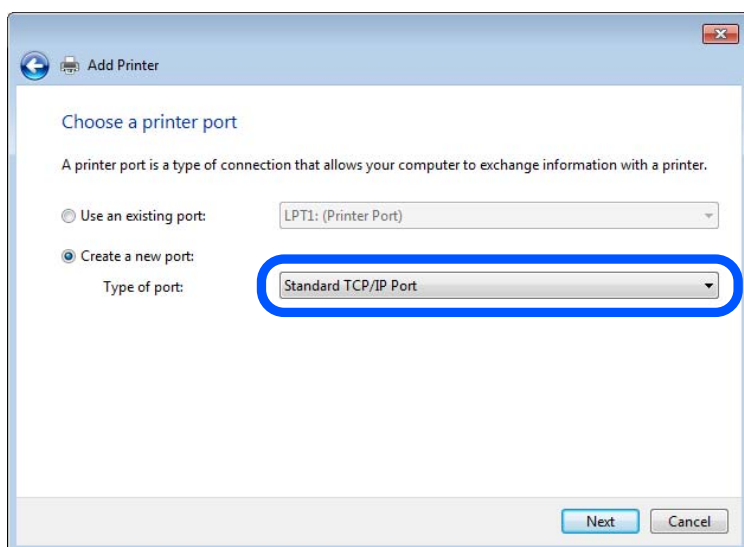 Add Printer
Choose a printer port
A printer port is a type of connection that allows your computer to exchange information with a printer.
Use an existing port: LPT1: (Printer Port)
Create a new port:
Type of port: Standard TCP/IP Port
Next Cancel